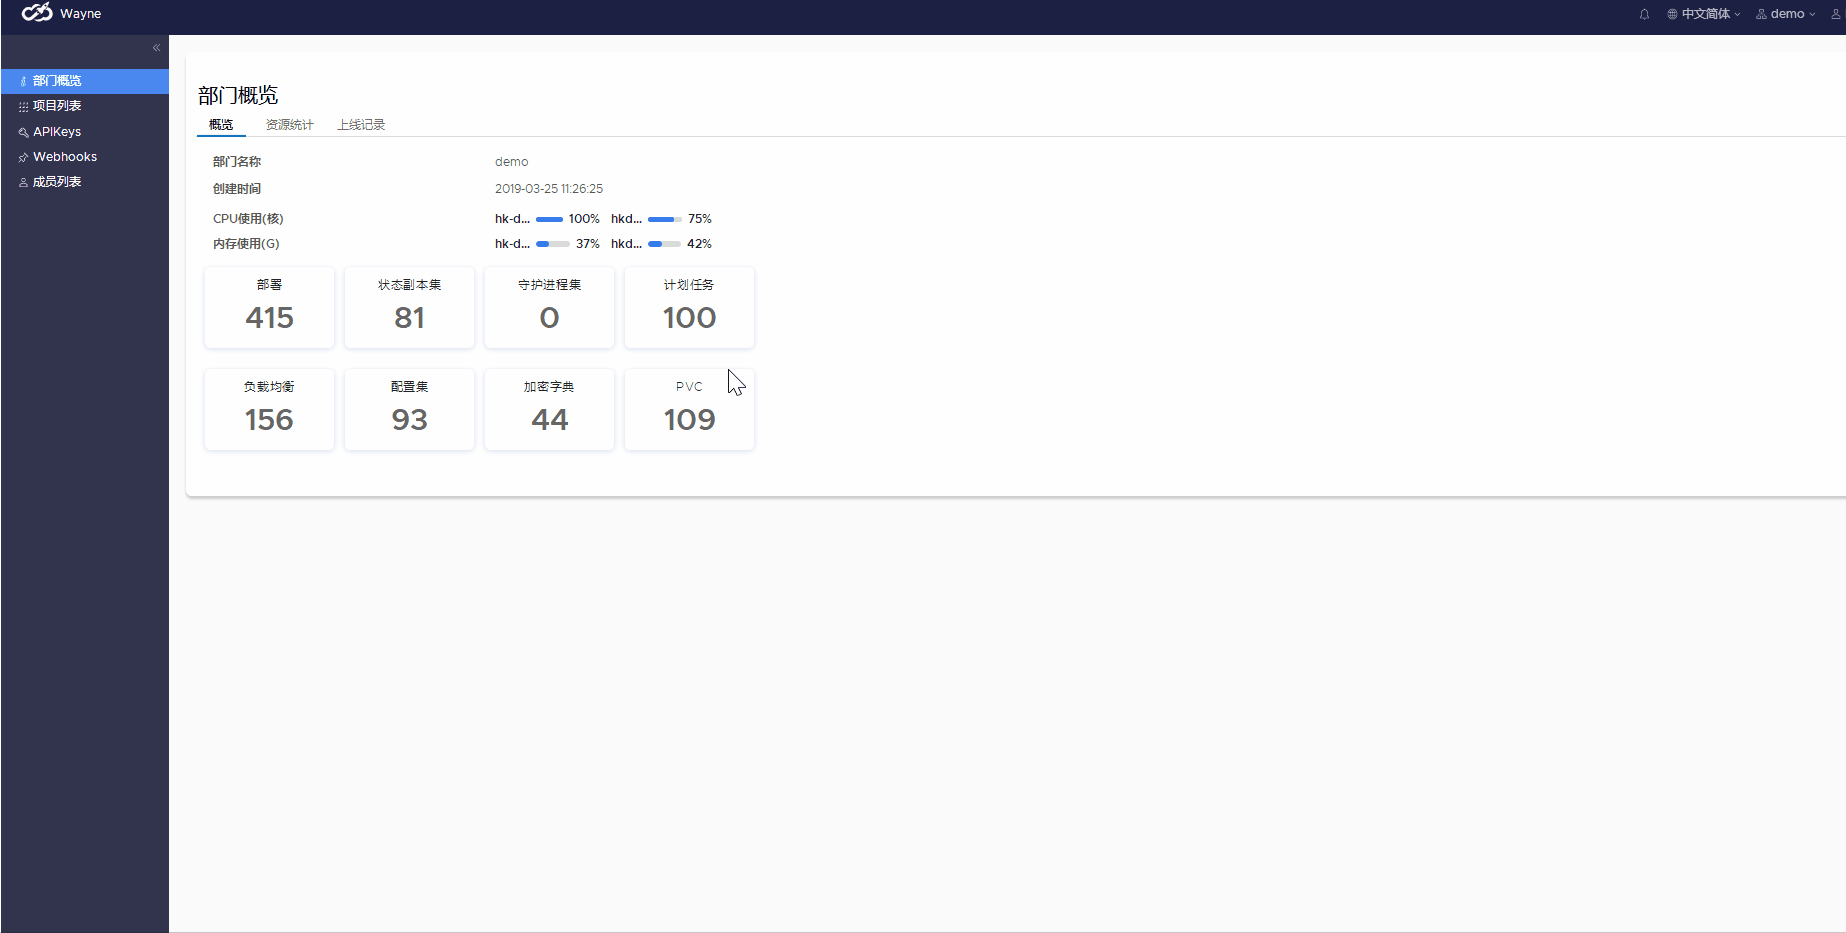 Wayne
中文简体
demo
部门概览
项目列表
APIKeys
Webhooks
成员列表
部门概览
概览 资源统计 上线记录
部门名称 demo
创建时间 2019-03-25 11:26:25
CPU使用(核) hk-d... 100% hkd... 75%
内存使用(G) hk-d... 37% hkd... 42%
部署 状态副本集 守护进程集 计划任务
415 81 0 100
负载均衡 配置集 加密字典 PVC
156 93 44 109